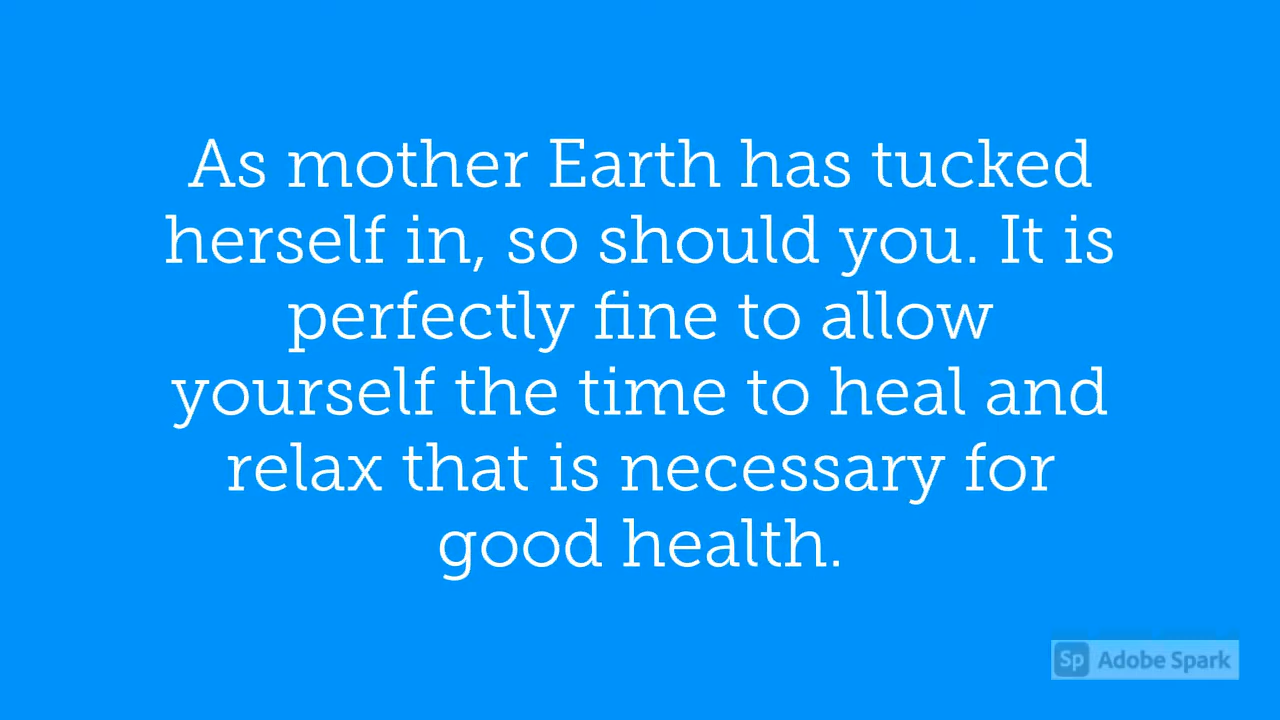 As mother Earth has tucked
herself in, so should you. It is
perfectly fine to allow
yourself the time to heal and
relax that is necessary for
good health.
Sp Adobe Spark